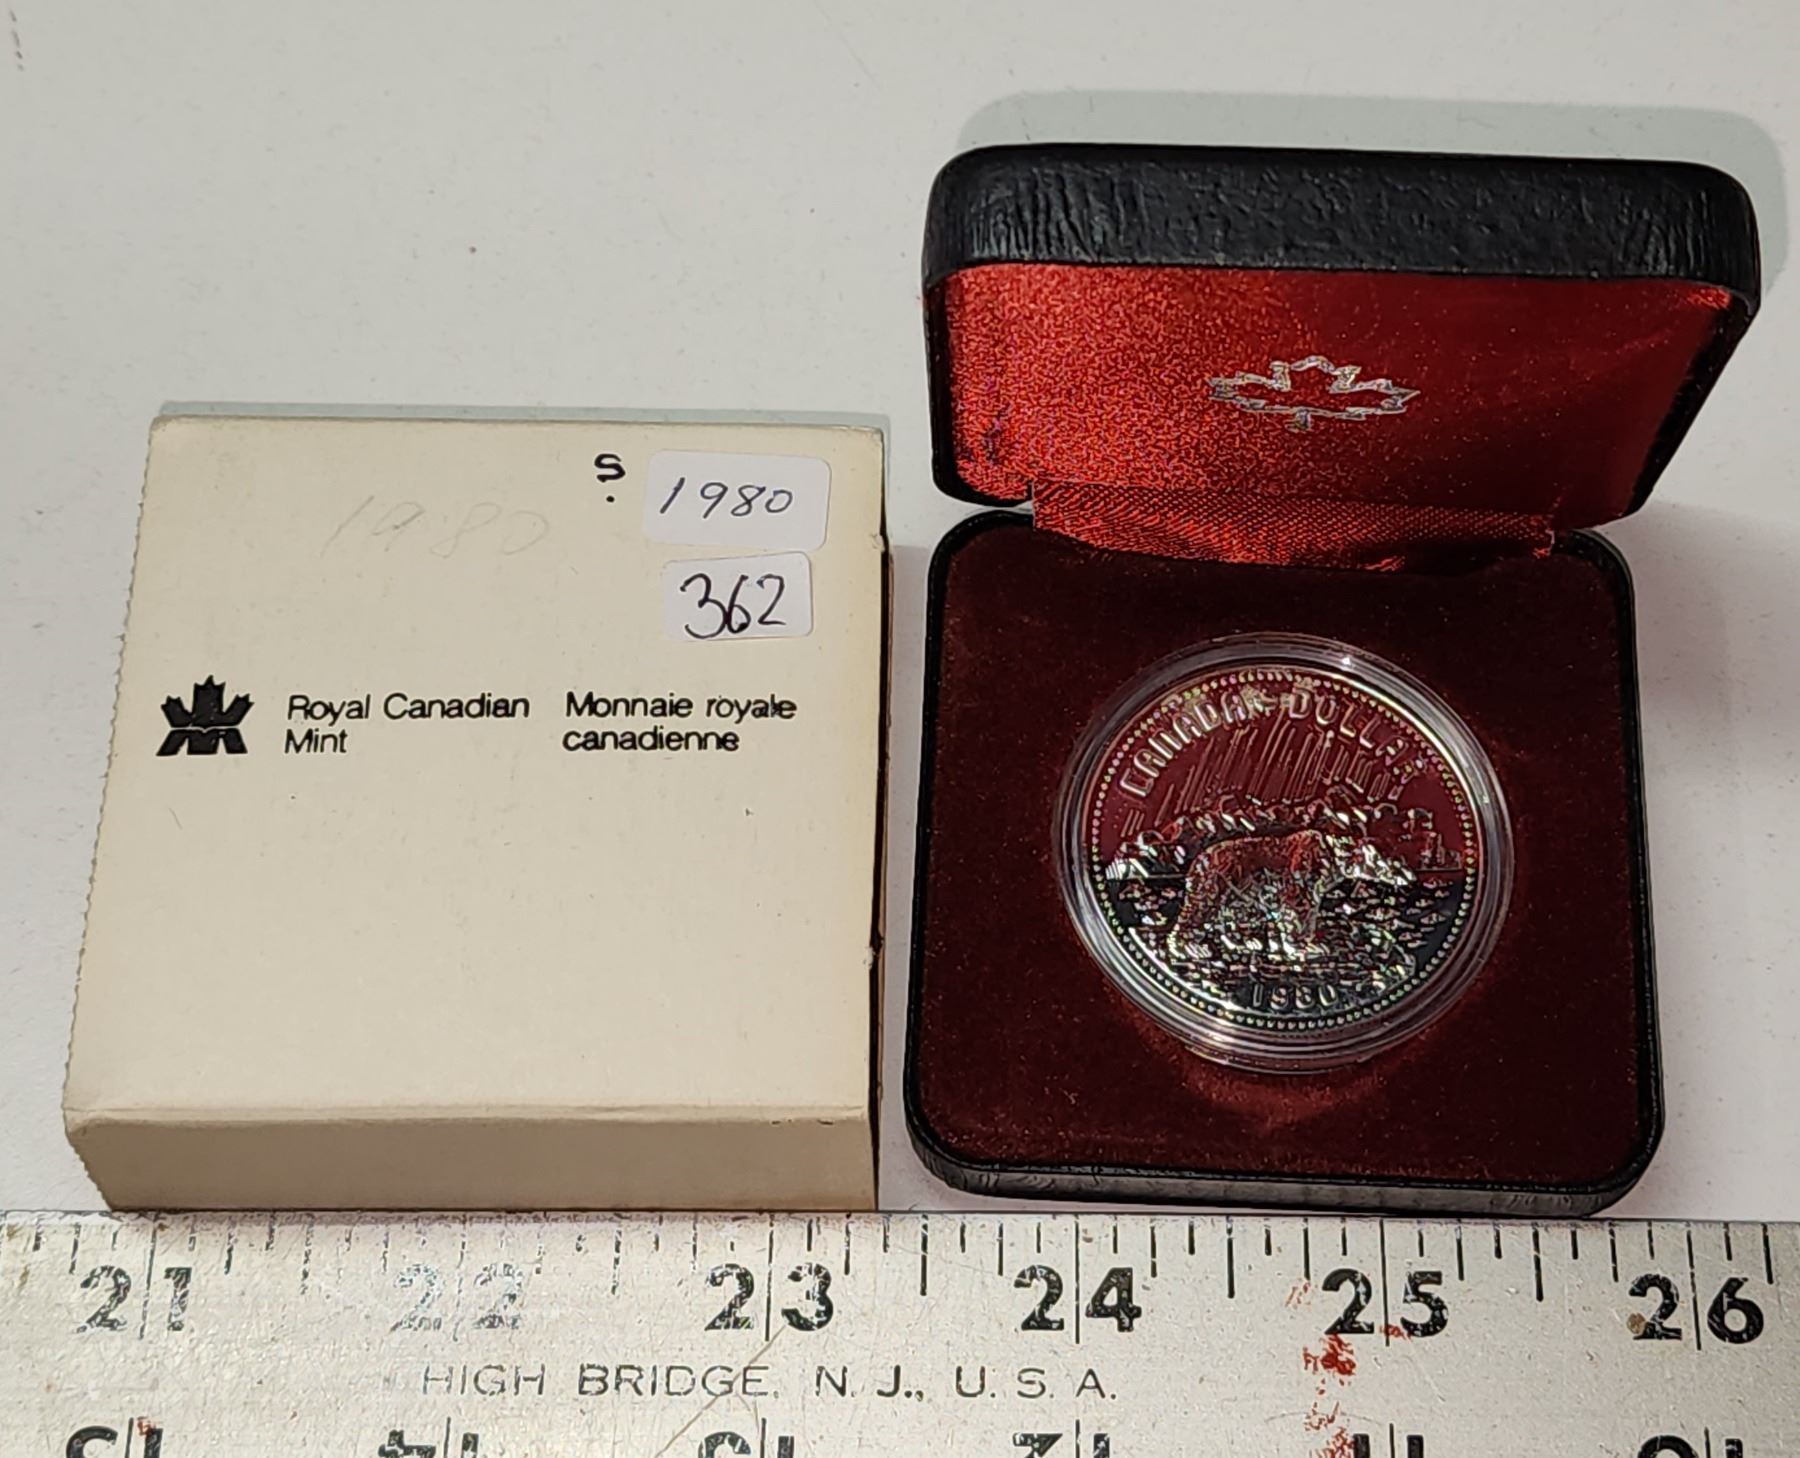 S.
1980
1980
362
Royal Canadian Mint
Monnaie royale canadienne
CANADA DOLLAR
1980
21 22 23 24 25 26
HIGH BRIDGE, N. J., U. S. A.